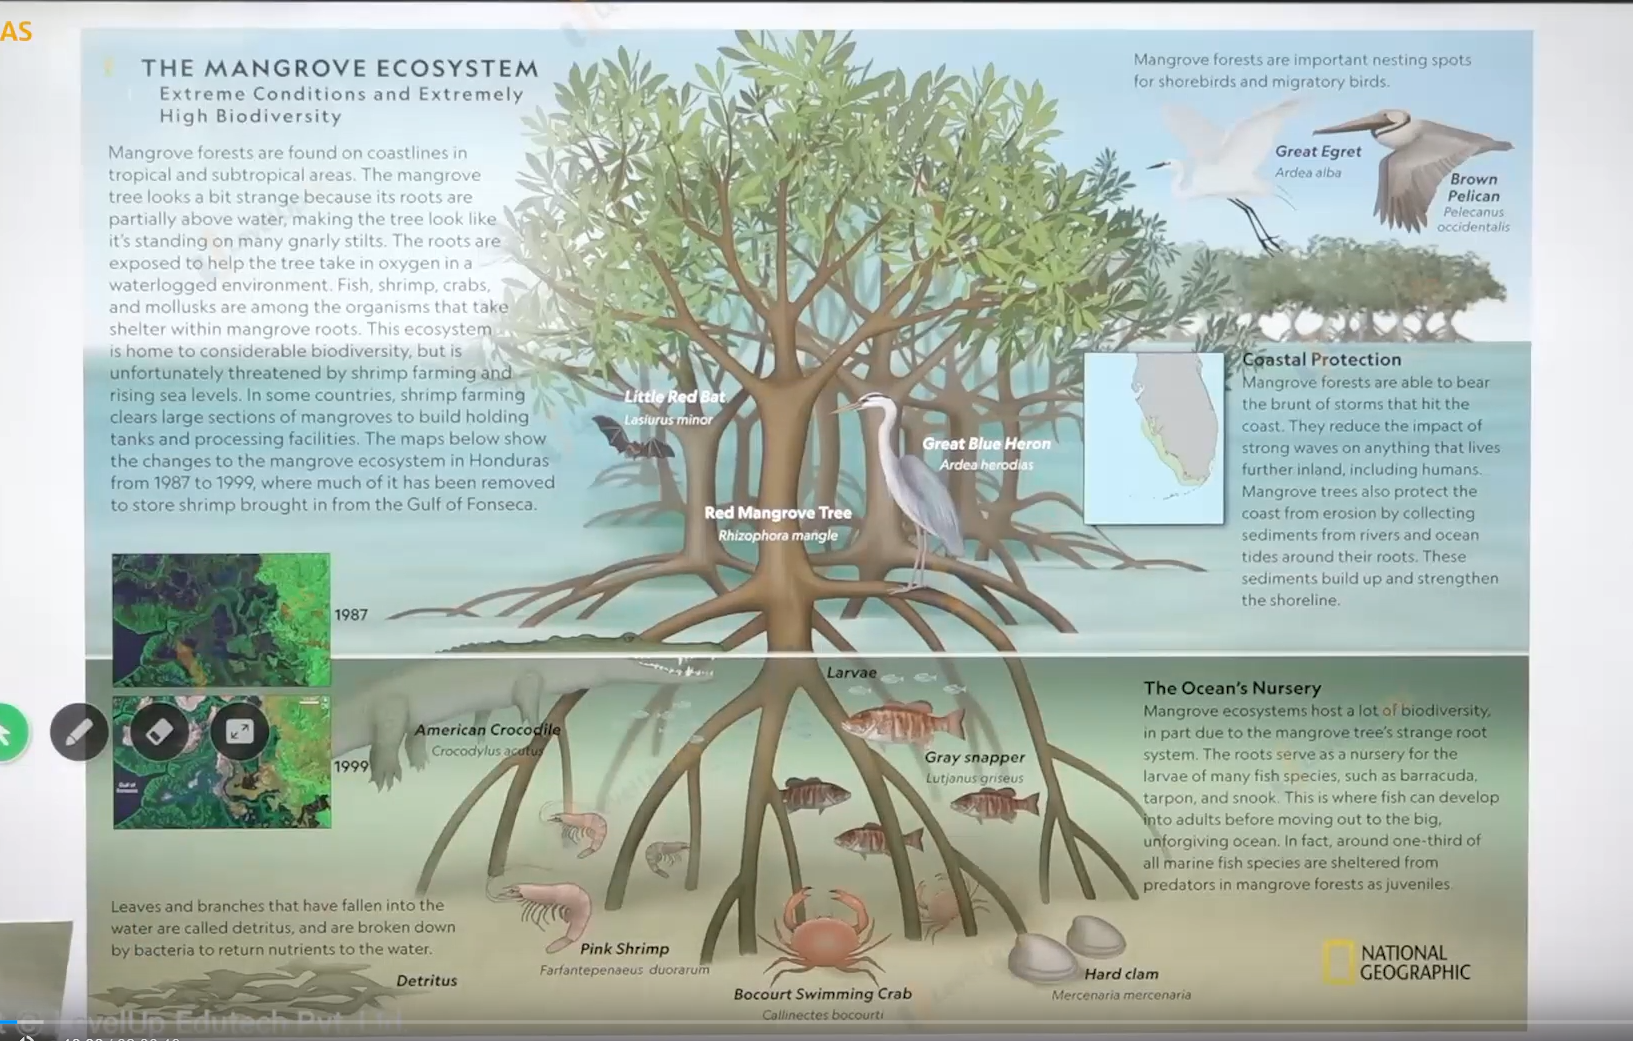 AS
THE MANGROVE ECOSYSTEM
Extreme Conditions and Extremely
High Biodiversity
Mangrove forests are found on coastlines in
tropical and subtropical areas. The mangrove
tree looks a bit strange because its roots are
partially above water, making the tree look like
it's standing on many gnarly stilts. The roots are
exposed to help the tree take in oxygen in a
waterlogged environment. Fish, shrimp, crabs,
and mollusks are among the organisms that take
shelter within mangrove roots. This ecosystem
is home to considerable biodiversity, but is
unfortunately threatened by shrimp farming and
rising sea levels. In some countries, shrimp farming
clears large sections of mangroves to build holding
tanks and processing facilities. The maps below show
the changes to the mangrove ecosystem in Honduras
from 1987 to 1999, where much of it has been removed
to store shrimp brought in from the Gulf of Fonseca.
1987
1999
Gulf of
Fonseca
Leaves and branches that have fallen into the
water are called detritus, and are broken down
by bacteria to return nutrients to the water.
Detritus
Little Red Bat
Lasiurus minor
Great Blue Heron
Ardea herodias
Red Mangrove Tree
Rhizophora mangle
Larvae
American Crocodile
Crocodylus acutus
Gray snapper
Lutjanus griseus
Pink Shrimp
Farfantepenaeus duorarum
Bocourt Swimming Crab
Callinectes bocourti
Hard clam
Mercenaria mercenaria
Mangrove forests are important nesting spots
for shorebirds and migratory birds.
Great Egret
Ardea alba
Brown
Pelican
Pelecanus
occidentalis
Coastal Protection
Mangrove forests are able to bear
the brunt of storms that hit the
coast. They reduce the impact of
strong waves on anything that lives
further inland, including humans.
Mangrove trees also protect the
coast from erosion by collecting
sediments from rivers and ocean
tides around their roots. These
sediments build up and strengthen
the shoreline.
The Ocean's Nursery
Mangrove ecosystems host a lot of biodiversity,
in part due to the mangrove tree's strange root
system. The roots serve as a nursery for the
larvae of many fish species, such as barracuda,
tarpon, and snook. This is where fish can develop
into adults before moving out to the big,
unforgiving ocean. In fact, around one-third of
all marine fish species are sheltered from
predators in mangrove forests as juveniles.
NATIONAL
GEOGRAPHIC
© LevelUp Edutech Pvt. Ltd